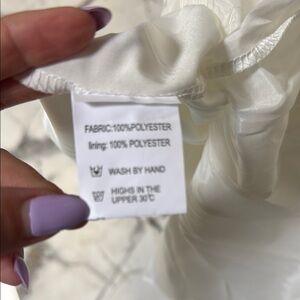 FABRIC:100%POLYESTER
lining: 100% POLYESTER
WASH BY HAND
HIGHS IN THE
UPPER 30℃